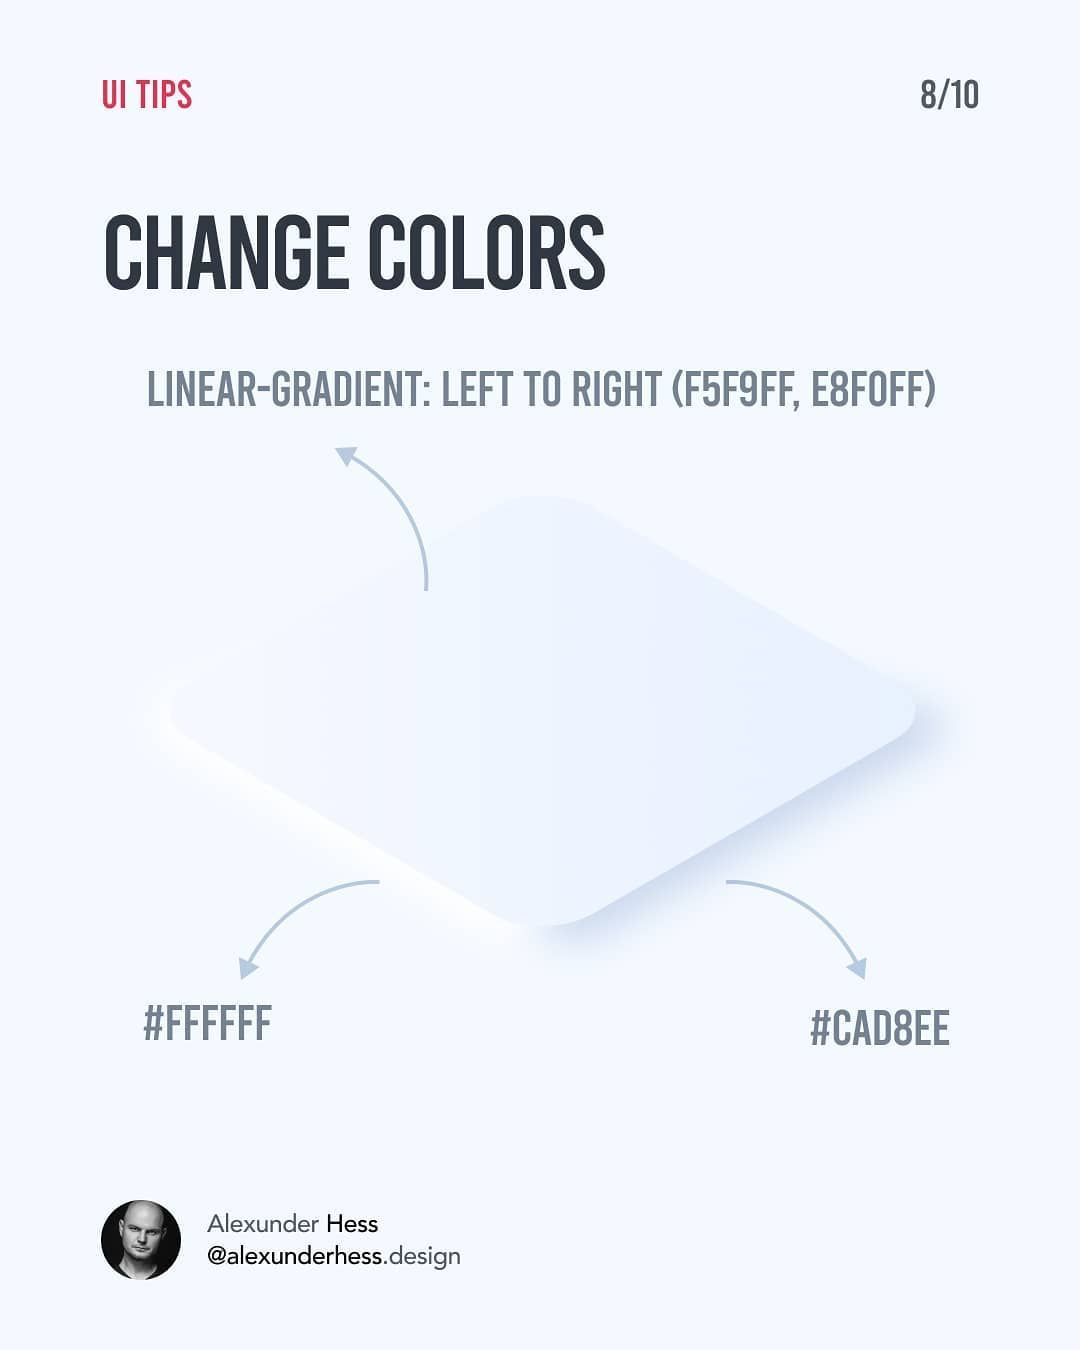 UI TIPS
8/10
CHANGE COLORS
LINEAR-GRADIENT: LEFT TO RIGHT (F5F9FF, E8F0FF)
#FFFFFF
#CAD8EE
Alexunder Hess
@alexunderhess.design